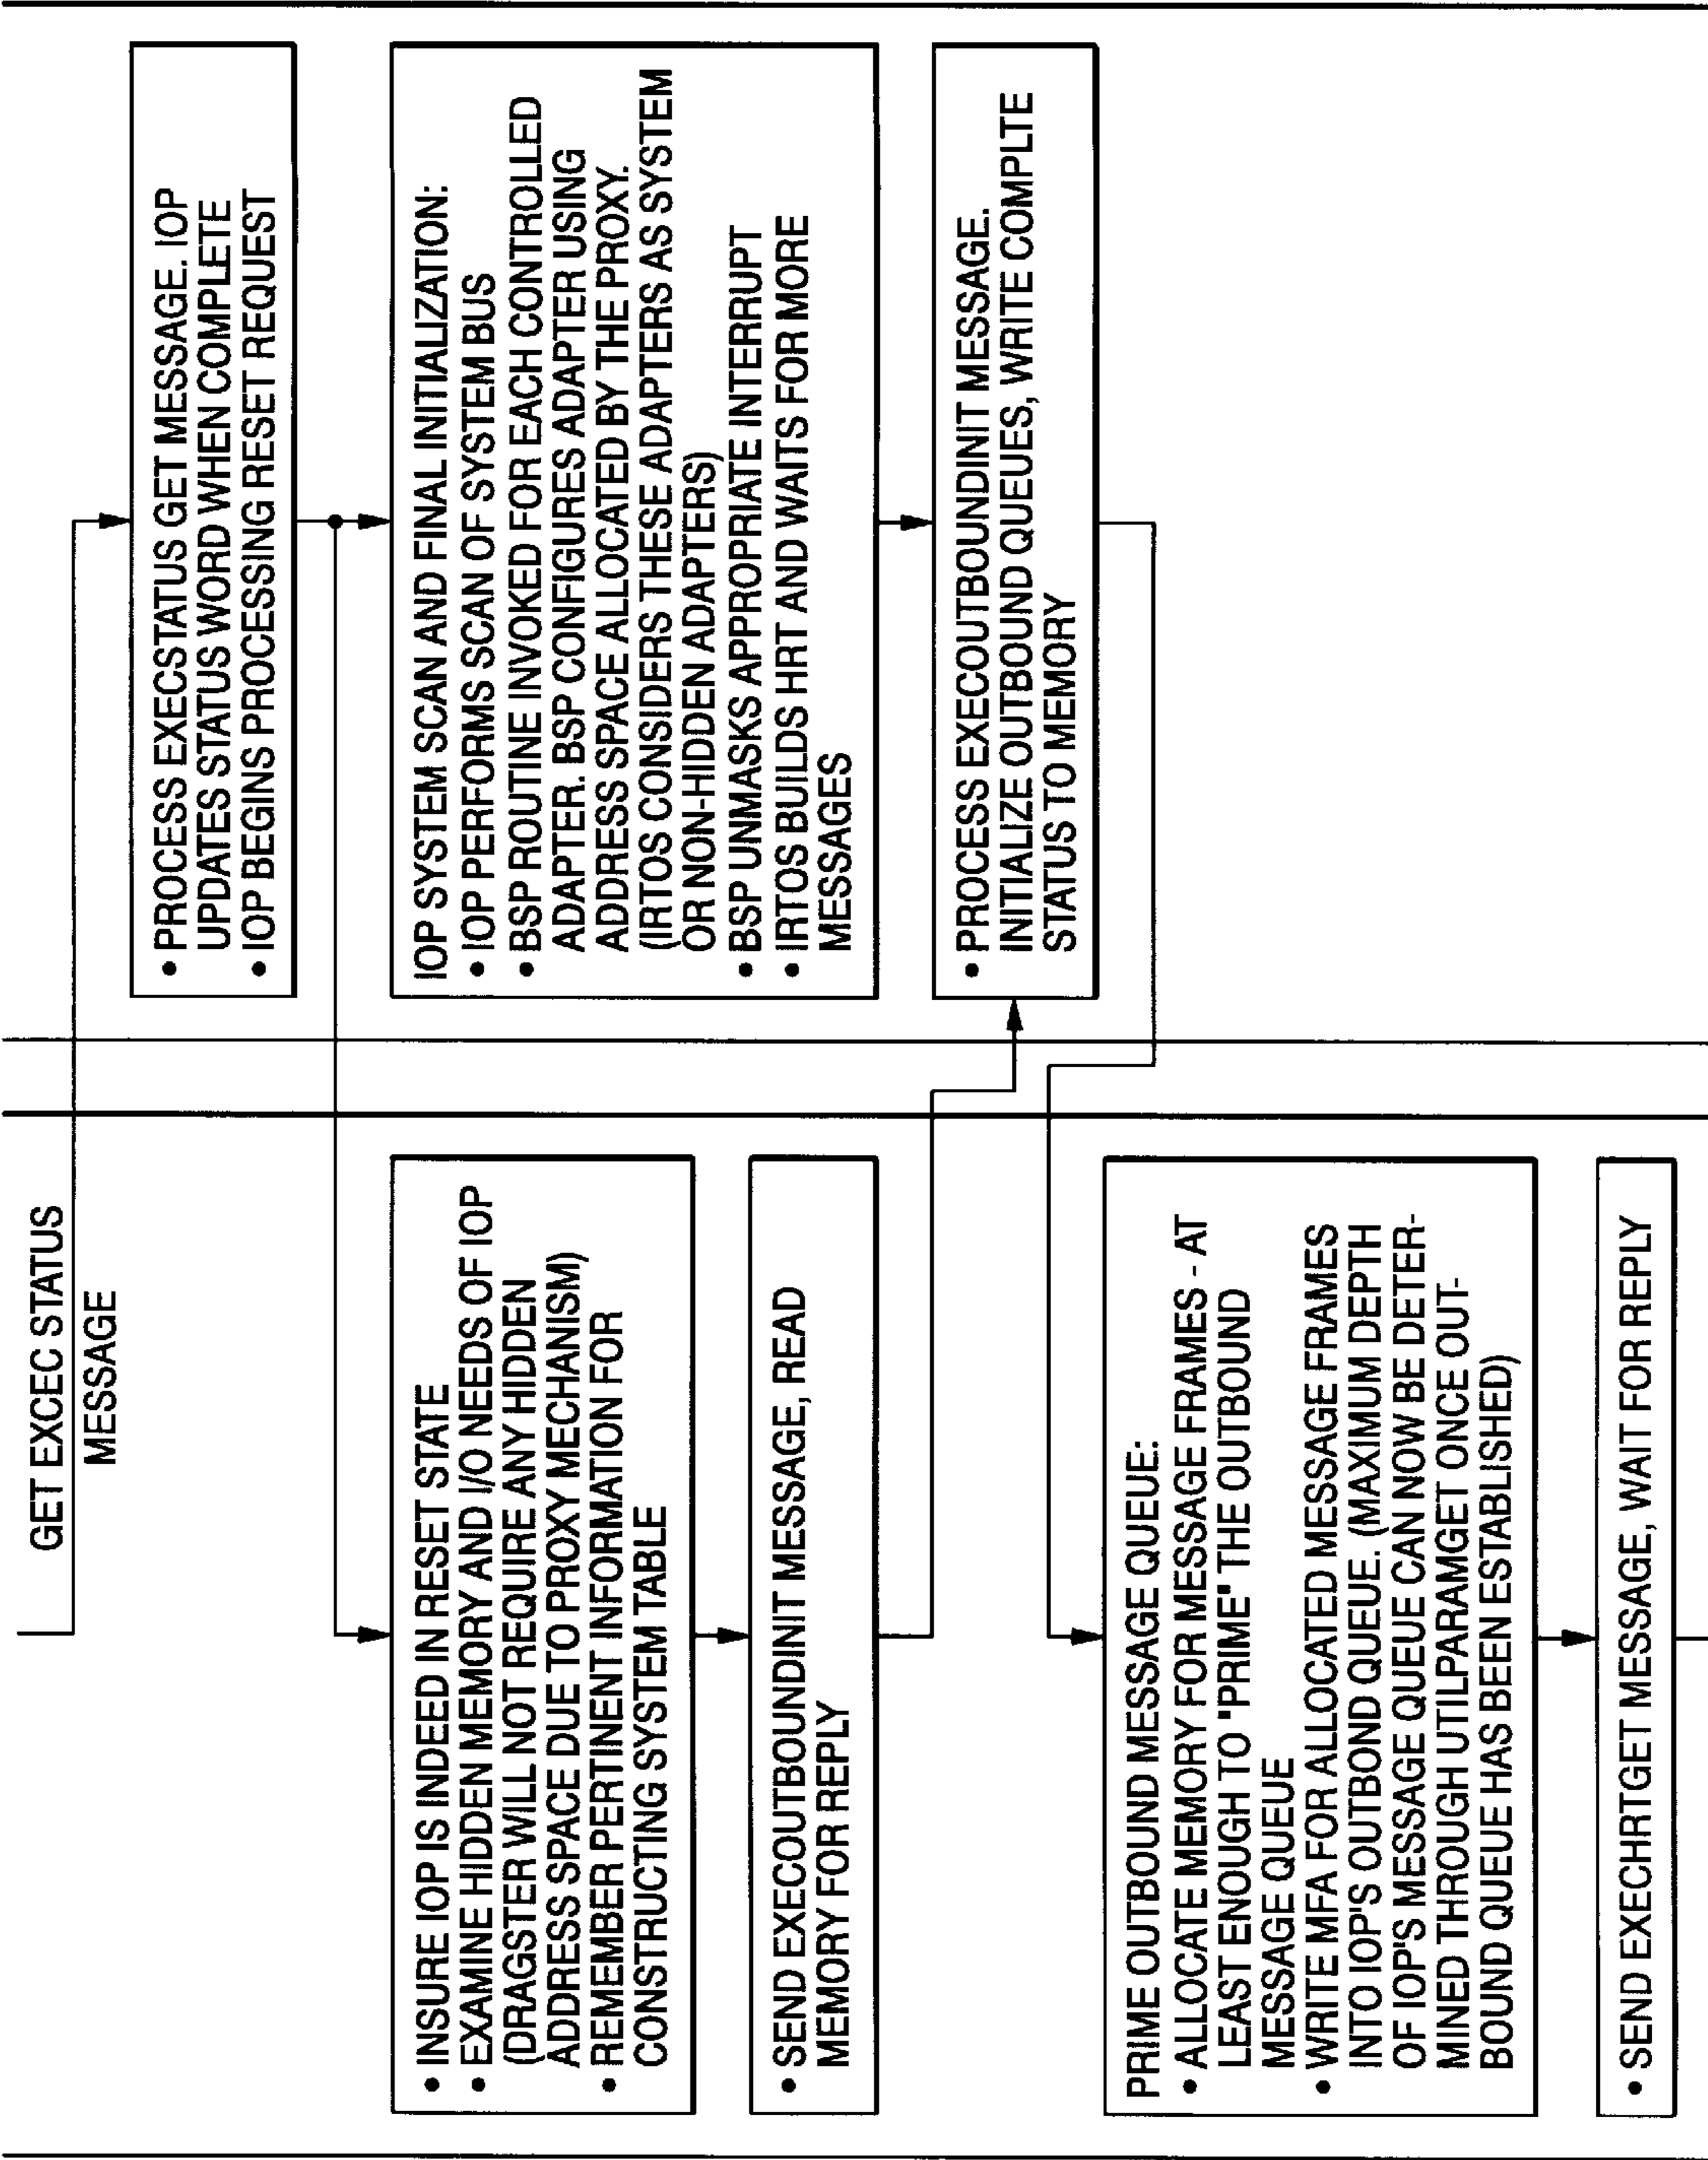 GET EXCEC STATUS
MESSAGE
• PROCESS EXECSTATUS GET MESSAGE. IOP
UPDATES STATUS WORD WHEN COMPLETE
• IOP BEGINS PROCESSING RESET REQUEST
• INSURE IOP IS INDEED IN RESET STATE
• EXAMINE HIDDEN MEMORY AND I/O NEEDS OF IOP
(DRAGSTER WILL NOT REQUIRE ANY HIDDEN
ADDRESS SPACE DUE TO PROXY MECHANISM)
• REMEMBER PERTINENT INFORMATION FOR
CONSTRUCTING SYSTEM TABLE
IOP SYSTEM SCAN AND FINAL INITIALIZATION:
• IOP PERFORMS SCAN OF SYSTEM BUS
• BSP ROUTINE INVOKED FOR EACH CONTROLLED
ADAPTER. BSP CONFIGURES ADAPTER USING
ADDRESS SPACE ALLOCATED BY THE PROXY.
(IRTOS CONSIDERS THESE ADAPTERS AS SYSTEM
OR NON-HIDDEN ADAPTERS)
• BSP UNMASKS APPROPRIATE INTERRUPT
• IRTOS BUILDS HRT AND WAITS FOR MORE
MESSAGES
• SEND EXECOUTBOUNDINIT MESSAGE, READ
MEMORY FOR REPLY
• PROCESS EXECOUTBOUNDINIT MESSAGE.
INITIALIZE OUTBOUND QUEUES, WRITE COMPLTE
STATUS TO MEMORY
PRIME OUTBOUND MESSAGE QUEUE:
• ALLOCATE MEMORY FOR MESSAGE FRAMES - AT
LEAST ENOUGH TO "PRIME" THE OUTBOUND
MESSAGE QUEUE
• WRITE MFA FOR ALLOCATED MESSAGE FRAMES
INTO IOP'S OUTBOND QUEUE. (MAXIMUM DEPTH
OF IOP'S MESSAGE QUEUE CAN NOW BE DETER-
MINED THROUGH UTILPARAMGET ONCE OUT-
BOUND QUEUE HAS BEEN ESTABLISHED)
• SEND EXECHRTGET MESSAGE, WAIT FOR REPLY